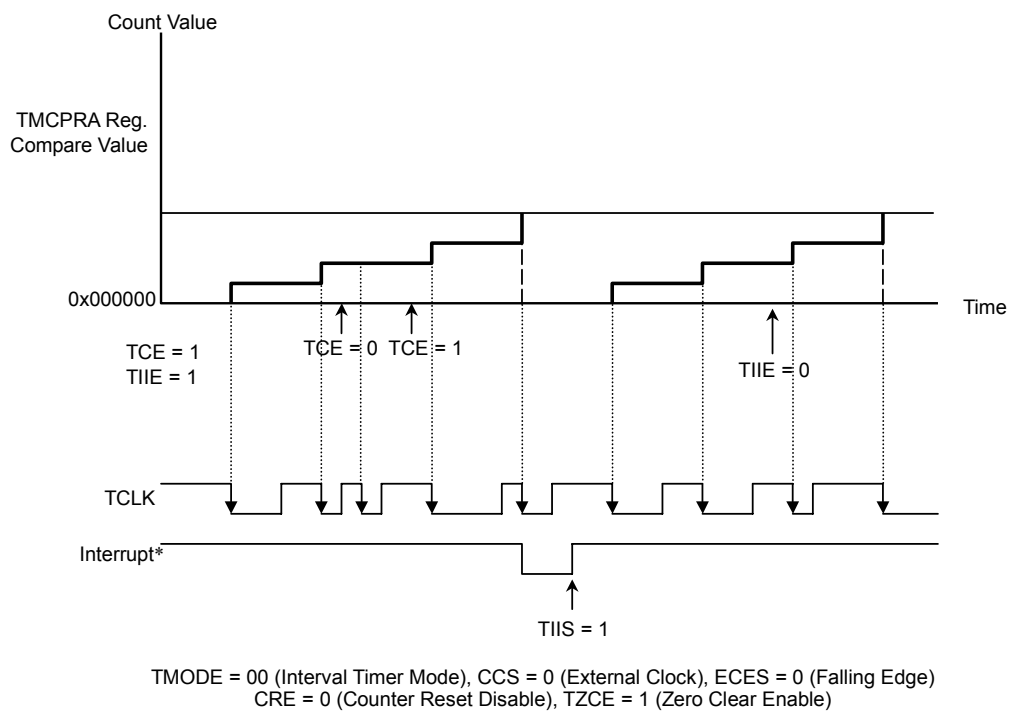 Count Value
TMCPRA Reg.
Compare Value
0x000000
Time
TCE = 1
TIIE = 1
TCE = 0
TCE = 1
TIIE = 0
TCLK
Interrupt*
TIIS = 1
TMODE = 00 (Interval Timer Mode), CCS = 0 (External Clock), ECES = 0 (Falling Edge)
CRE = 0 (Counter Reset Disable), TZCE = 1 (Zero Clear Enable)